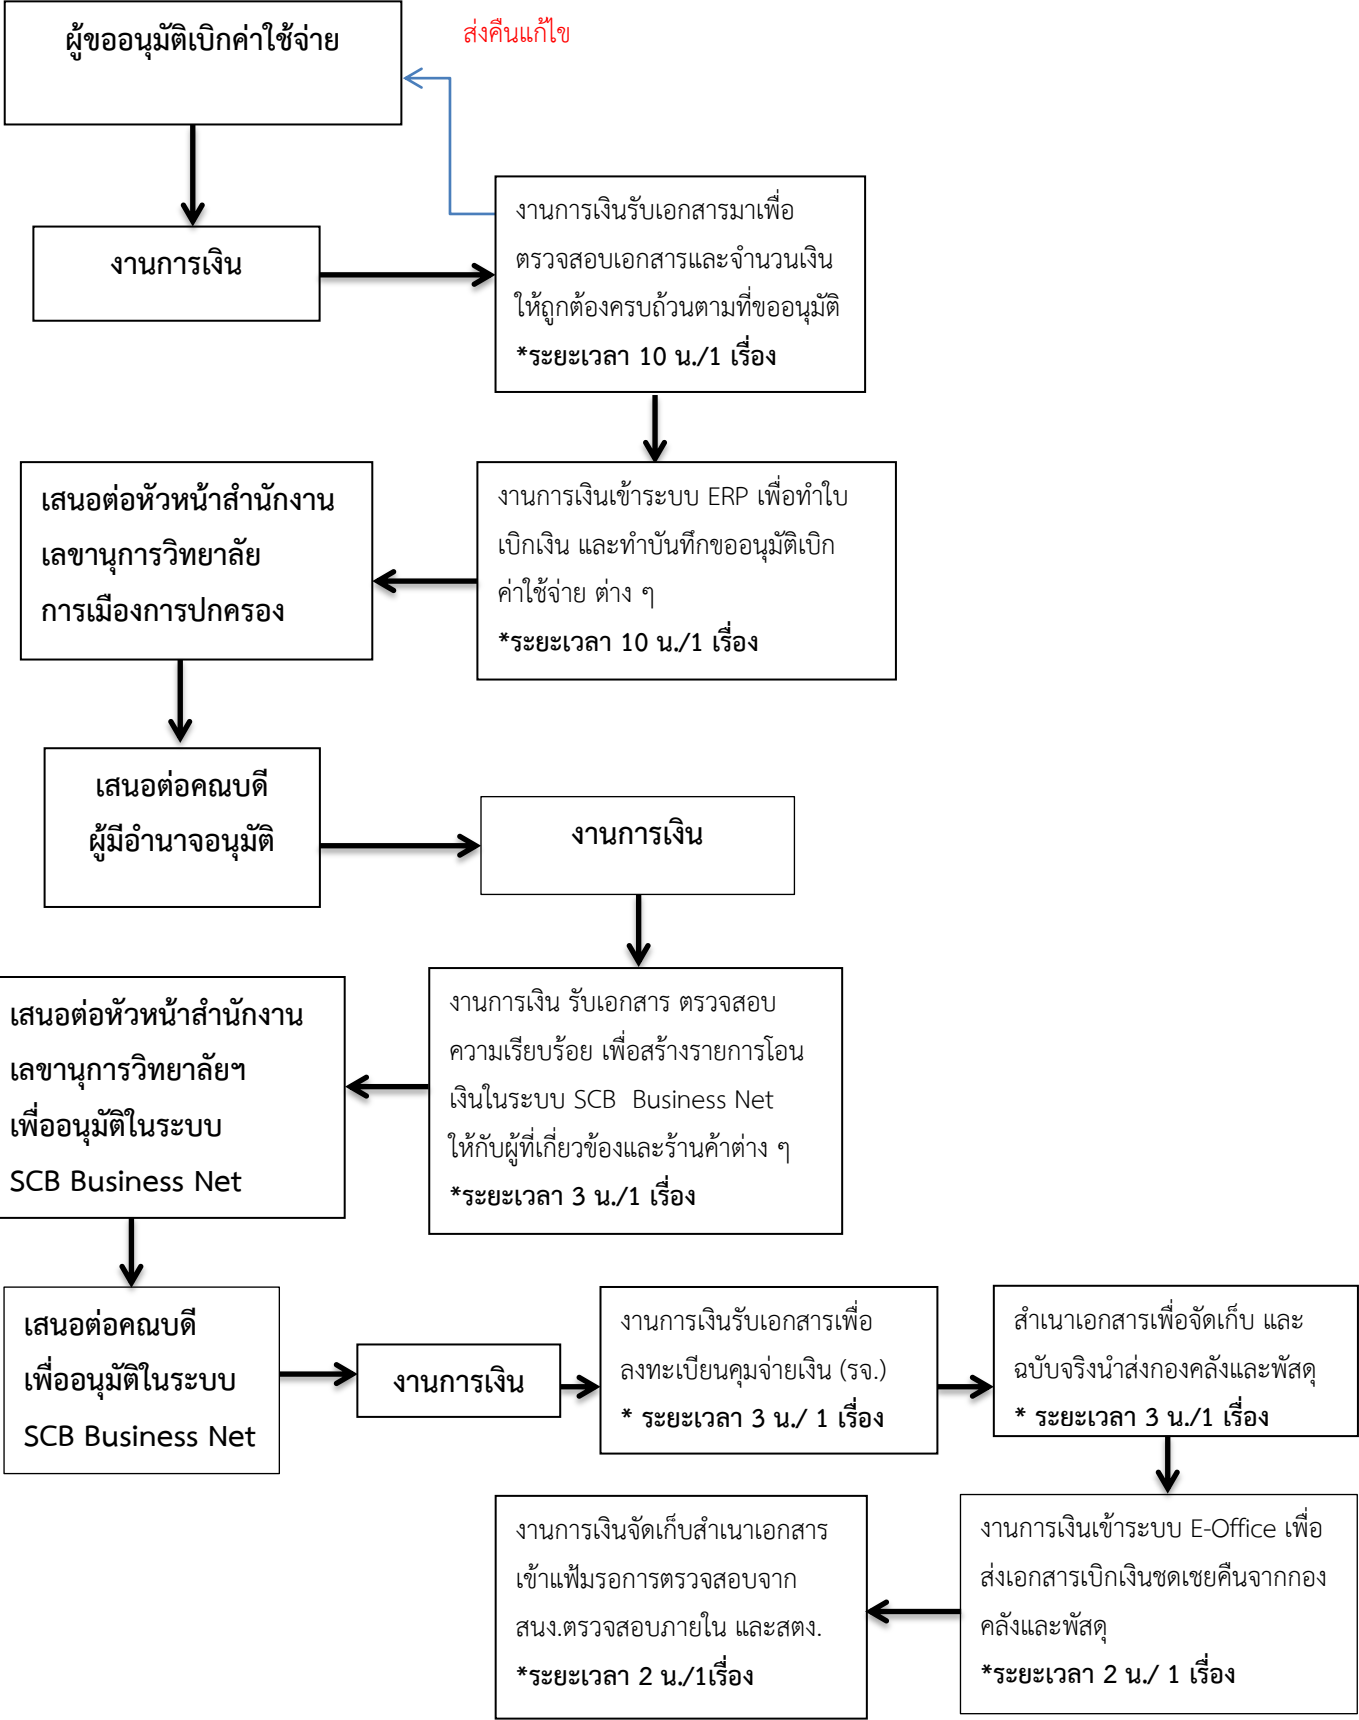 ผู้ขออนุมัติเบิกค่าใช้จ่าย
ส่งคืนแก้ไข
งานการเงิน
งานการเงินรับเอกสารมาเพื่อ
ตรวจสอบเอกสารและจำนวนเงิน
ให้ถูกต้องครบถ้วนตามที่ขออนุมัติ
*ระยะเวลา 10 น./1 เรื่อง
งานการเงินเข้าระบบ ERP เพื่อทำใบ
เบิกเงิน และทำบันทึกขออนุมัติเบิก
ค่าใช้จ่าย ต่าง ๆ
*ระยะเวลา 10 น./1 เรื่อง
เสนอต่อหัวหน้าสำนักงาน
เลขานุการวิทยาลัย
การเมืองการปกครอง
เสนอต่อคณบดี
ผู้มีอำนาจอนุมัติ
งานการเงิน
งานการเงิน รับเอกสาร ตรวจสอบ
ความเรียบร้อย เพื่อสร้างรายการโอน
เงินในระบบ SCB  Business Net
ให้กับผู้ที่เกี่ยวข้องและร้านค้าต่าง ๆ
*ระยะเวลา 3 น./1 เรื่อง
เสนอต่อหัวหน้าสำนักงาน
เลขานุการวิทยาลัยฯ
เพื่ออนุมัติในระบบ
SCB Business Net
เสนอต่อคณบดี
เพื่ออนุมัติในระบบ
SCB Business Net
งานการเงิน
งานการเงินรับเอกสารเพื่อ
ลงทะเบียนคุมจ่ายเงิน (รจ.)
* ระยะเวลา 3 น./ 1 เรื่อง
สำเนาเอกสารเพื่อจัดเก็บ และ
ฉบับจริงนำส่งกองคลังและพัสดุ
* ระยะเวลา 3 น./1 เรื่อง
งานการเงินเข้าระบบ E-Office เพื่อ
ส่งเอกสารเบิกเงินชดเชยคืนจากกอง
คลังและพัสดุ
*ระยะเวลา 2 น./ 1 เรื่อง
งานการเงินจัดเก็บสำเนาเอกสาร
เข้าแฟ้มรอการตรวจสอบจาก
สนง.ตรวจสอบภายใน และสตง.
*ระยะเวลา 2 น./1เรื่อง